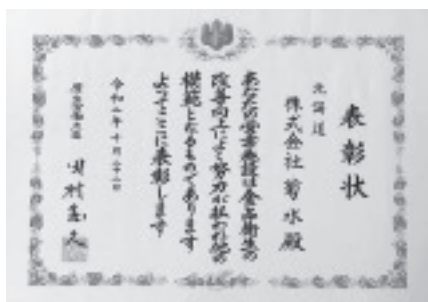 表彰状
北海道
株式会社 菊水殿
あなたの営業施設は食品衛生の
改善向上によく努力が払われ他の
模範となるものであります
よってここに表彰します
令和二年十月二十二日
厚生労働大臣 田村憲久